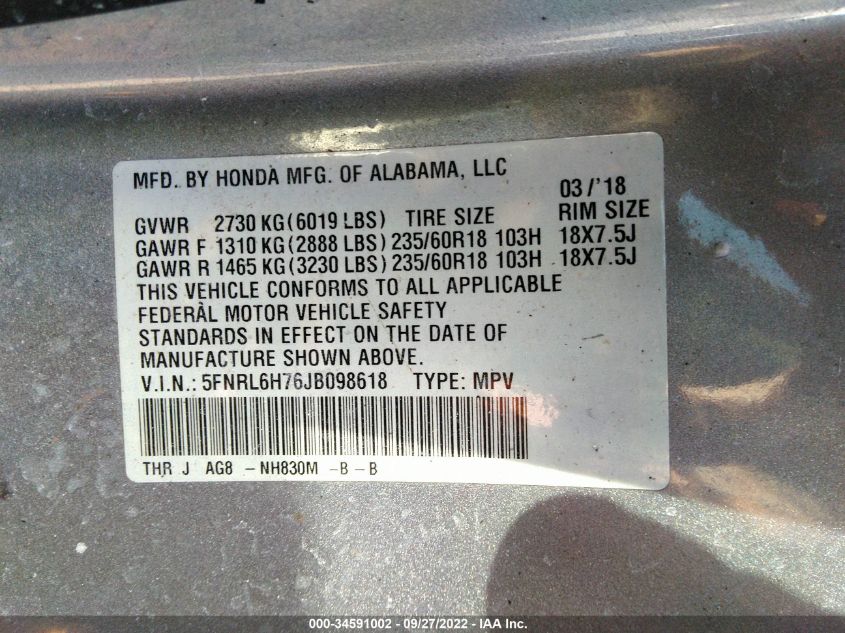 MFD. BY HONDA MFG. OF ALABAMA, LLC
03/'18
GVWR 2730 KG(6019 LBS) TIRE SIZE RIM SIZE
GAWR F 1310 KG(2888 LBS) 235/60R18 103H 18X7.5J
GAWR R 1465 KG(3230 LBS) 235/60R18 103H 18X7.5J
THIS VEHICLE CONFORMS TO ALL APPLICABLE
FEDERAL MOTOR VEHICLE SAFETY
STANDARDS IN EFFECT ON THE DATE OF
MANUFACTURE SHOWN ABOVE.
V.I.N.: 5FNRL6H76JB098618 TYPE: MPV
THR J AG8 - NH830M - B - B
000-34591002 - 09/27/2022 - IAA Inc.